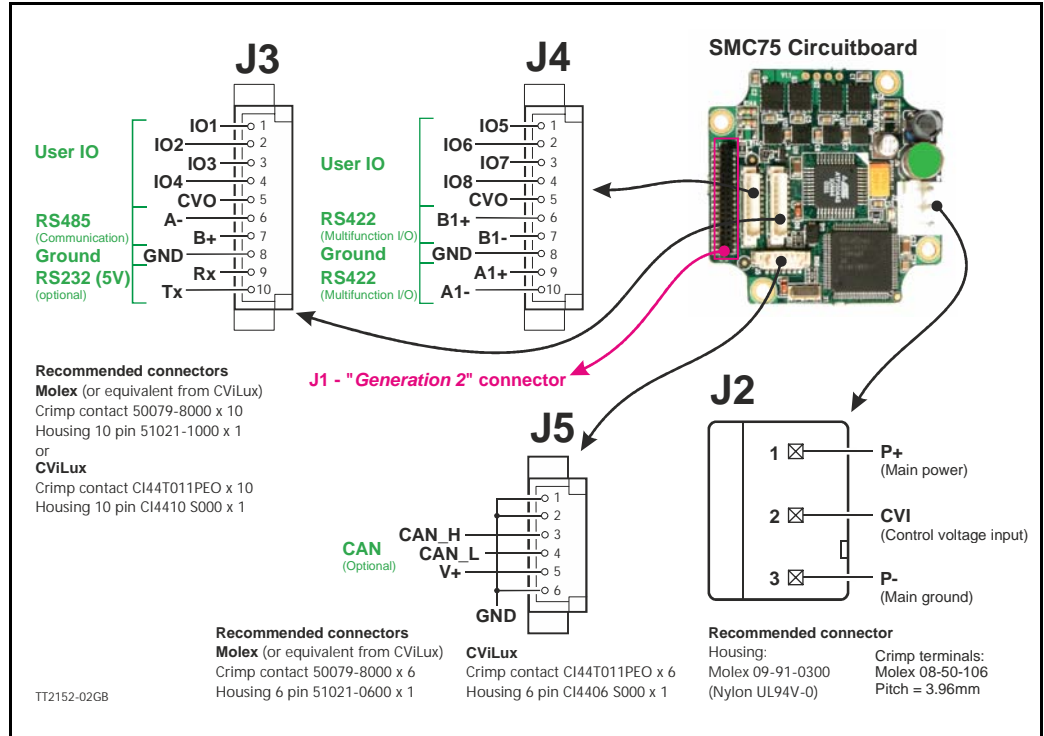 SMC75 Circuitboard
J3
User IO
RS485
(Communication)
Ground
RS232 (5V)
(optional)
IO1
IO2
IO3
IO4
CVO
A-
B+
GND
Rx
Tx
1
2
3
4
5
6
7
8
9
10
J4
User IO
RS422
(Multifunction I/O)
Ground
RS422
(Multifunction I/O)
IO5
IO6
IO7
IO8
CVO
B1+
B1-
GND
A1+
A1-
1
2
3
4
5
6
7
8
9
10
Recommended connectors
Molex (or equivalent from CViLux)
Crimp contact 50079-8000 x 10
Housing 10 pin 51021-1000 x 1
or
CViLux
Crimp contact CI44T011PEO x 10
Housing 10 pin CI4410 S000 x 1
J1 - "Generation 2" connector
J5
CAN
(Optional)
CAN_H
CAN_L
V+
GND
1
2
3
4
5
6
J2
1
P+
(Main power)
2
CVI
(Control voltage input)
3
P-
(Main ground)
Recommended connectors
Molex (or equivalent from CViLux)
Crimp contact 50079-8000 x 6
Housing 6 pin 51021-0600 x 1
CViLux
Crimp contact CI44T011PEO x 6
Housing 6 pin CI4406 S000 x 1
Recommended connector
Housing:
Molex 09-91-0300
(Nylon UL94V-0)
Crimp terminals:
Molex 08-50-106
Pitch = 3.96mm
TT2152-02GB